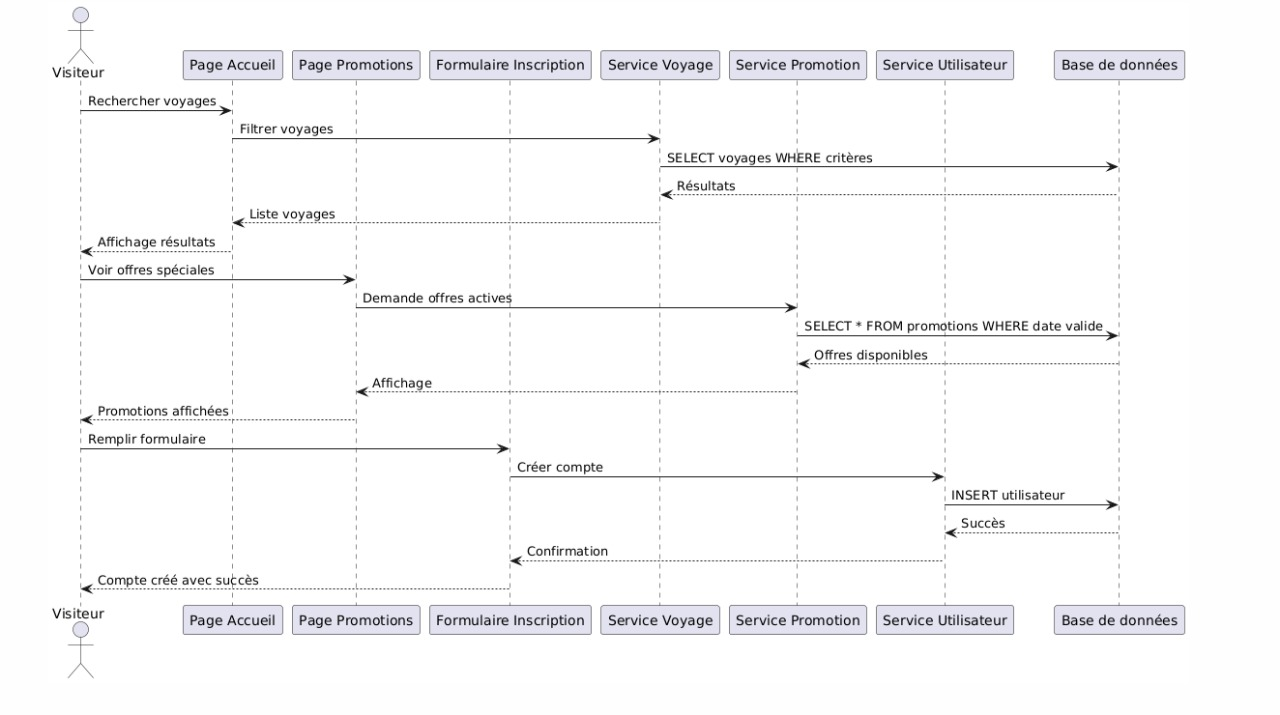 Visiteur
Page Accueil
Page Promotions
Formulaire Inscription
Service Voyage
Service Promotion
Service Utilisateur
Base de données
Rechercher voyages
Filtrer voyages
SELECT voyages WHERE critères
Résultats
Liste voyages
Affichage résultats
Voir offres spéciales
Demande offres actives
SELECT * FROM promotions WHERE date valide
Offres disponibles
Affichage
Promotions affichées
Remplir formulaire
Créer compte
INSERT utilisateur
Succès
Confirmation
Compte créé avec succès
Visiteur
Page Accueil
Page Promotions
Formulaire Inscription
Service Voyage
Service Promotion
Service Utilisateur
Base de données